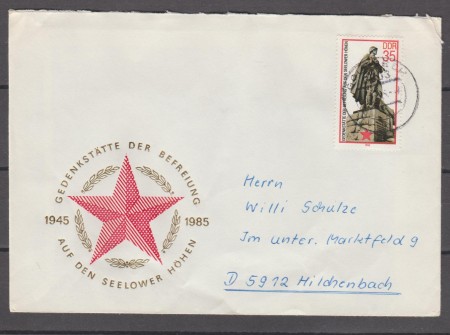 GEDENKSTÄTTE DER BEFREIUNG
1945 1985
AUF DEN SEELOWER HÖHEN
DDR
35
Herrn
Willi Schulze
Im unter. Marktfeld 9
D 5912 Hilchenbach